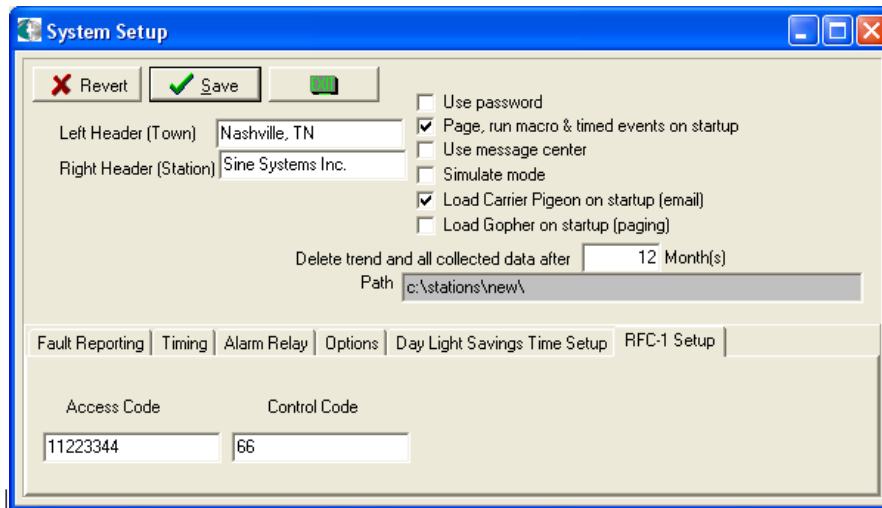 System Setup
Revert Save EXIT
Use password
Left Header (Town) Nashville, TN
Page, run macro & timed events on startup
Right Header (Station) Sine Systems Inc.
Use message center
Simulate mode
Load Carrier Pigeon on startup (email)
Load Gopher on startup (paging)
Delete trend and all collected data after 12 Month(s)
Path c:\stations\new\
Fault Reporting Timing Alarm Relay Options Day Light Savings Time Setup RFC-1 Setup
Access Code Control Code
11223344 66